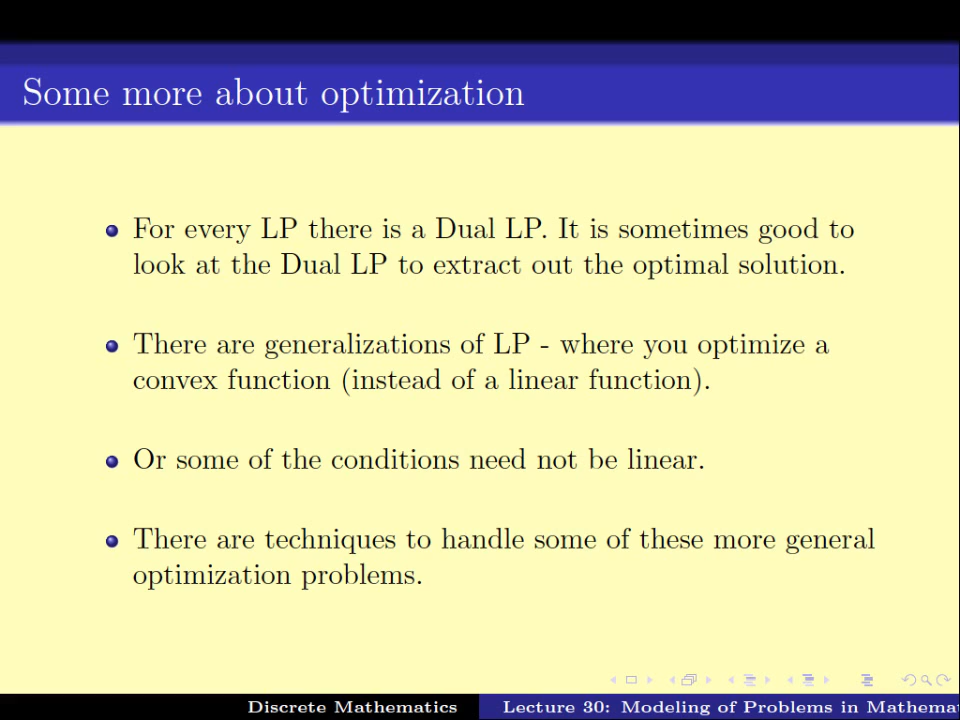 Some more about optimization
For every LP there is a Dual LP. It is sometimes good to
look at the Dual LP to extract out the optimal solution.
There are generalizations of LP - where you optimize a
convex function (instead of a linear function).
Or some of the conditions need not be linear.
There are techniques to handle some of these more general
optimization problems.
Discrete Mathematics Lecture 30: Modeling of Problems in Mathemat